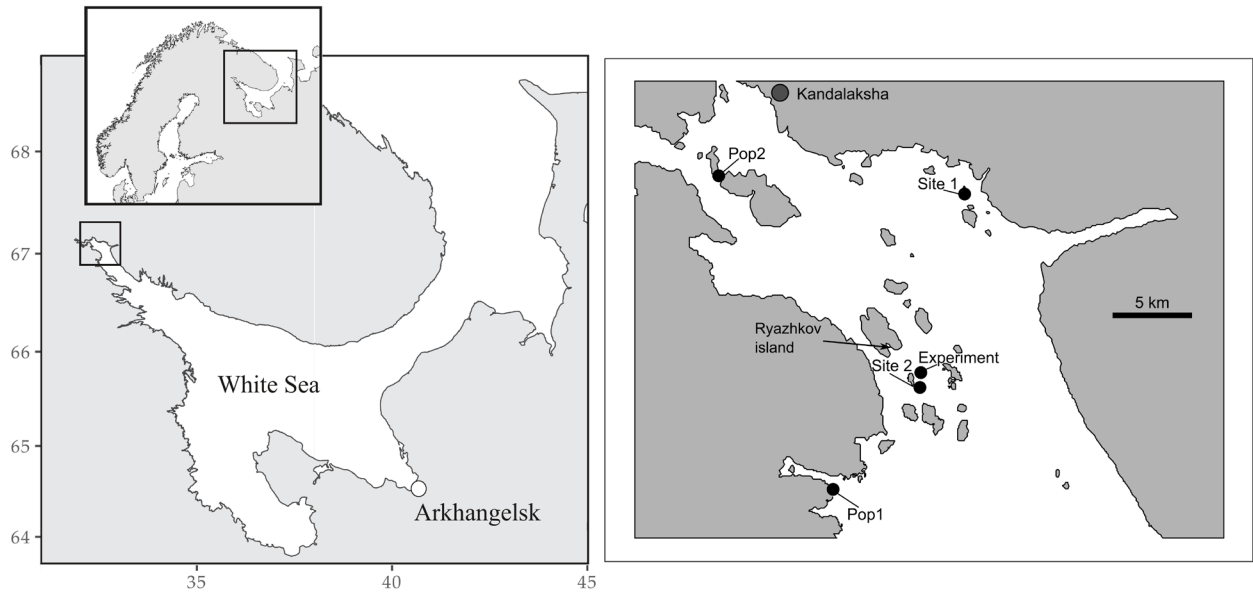 68
67
66
65
64
35
40
45
White Sea
Arkhangelsk
Kandalaksha
Pop2
Site 1
5 km
Ryazhkov
island
Experiment
Site 2
Pop1